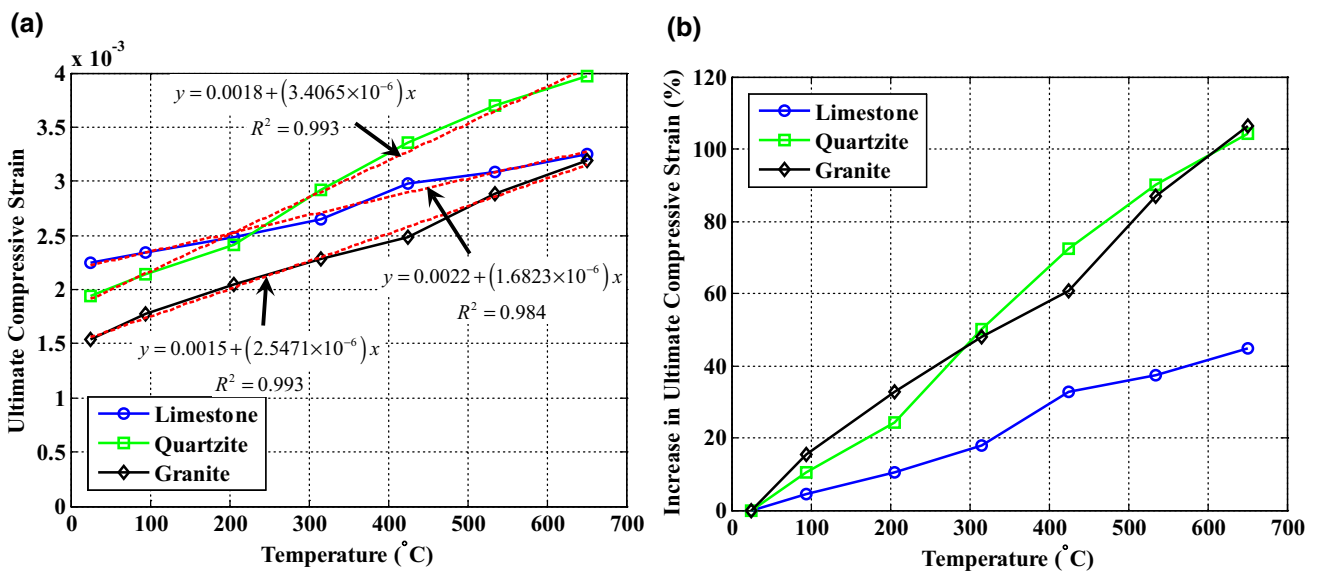 (a)
x 10⁻³
4
3.5
3
2.5
2
1.5
1
0.5
0
0 100 200 300 400 500 600 700
Ultimate Compressive Strain
Temperature (°C)
y = 0.0018 + (3.4065×10⁻⁶) x
R² = 0.993
y = 0.0022 + (1.6823×10⁻⁶) x
R² = 0.984
y = 0.0015 + (2.5471×10⁻⁶) x
R² = 0.993
Limestone
Quartzite
Granite
(b)
120
100
80
60
40
20
0
0 100 200 300 400 500 600 700
Increase in Ultimate Compressive Strain (%)
Temperature (°C)
Limestone
Quartzite
Granite